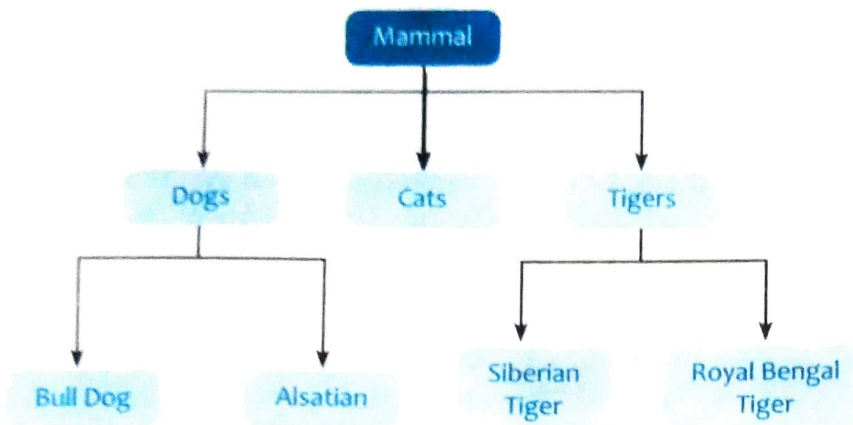 Mammal
Dogs
Cats
Tigers
Bull Dog
Alsatian
Siberian
Tiger
Royal Bengal
Tiger